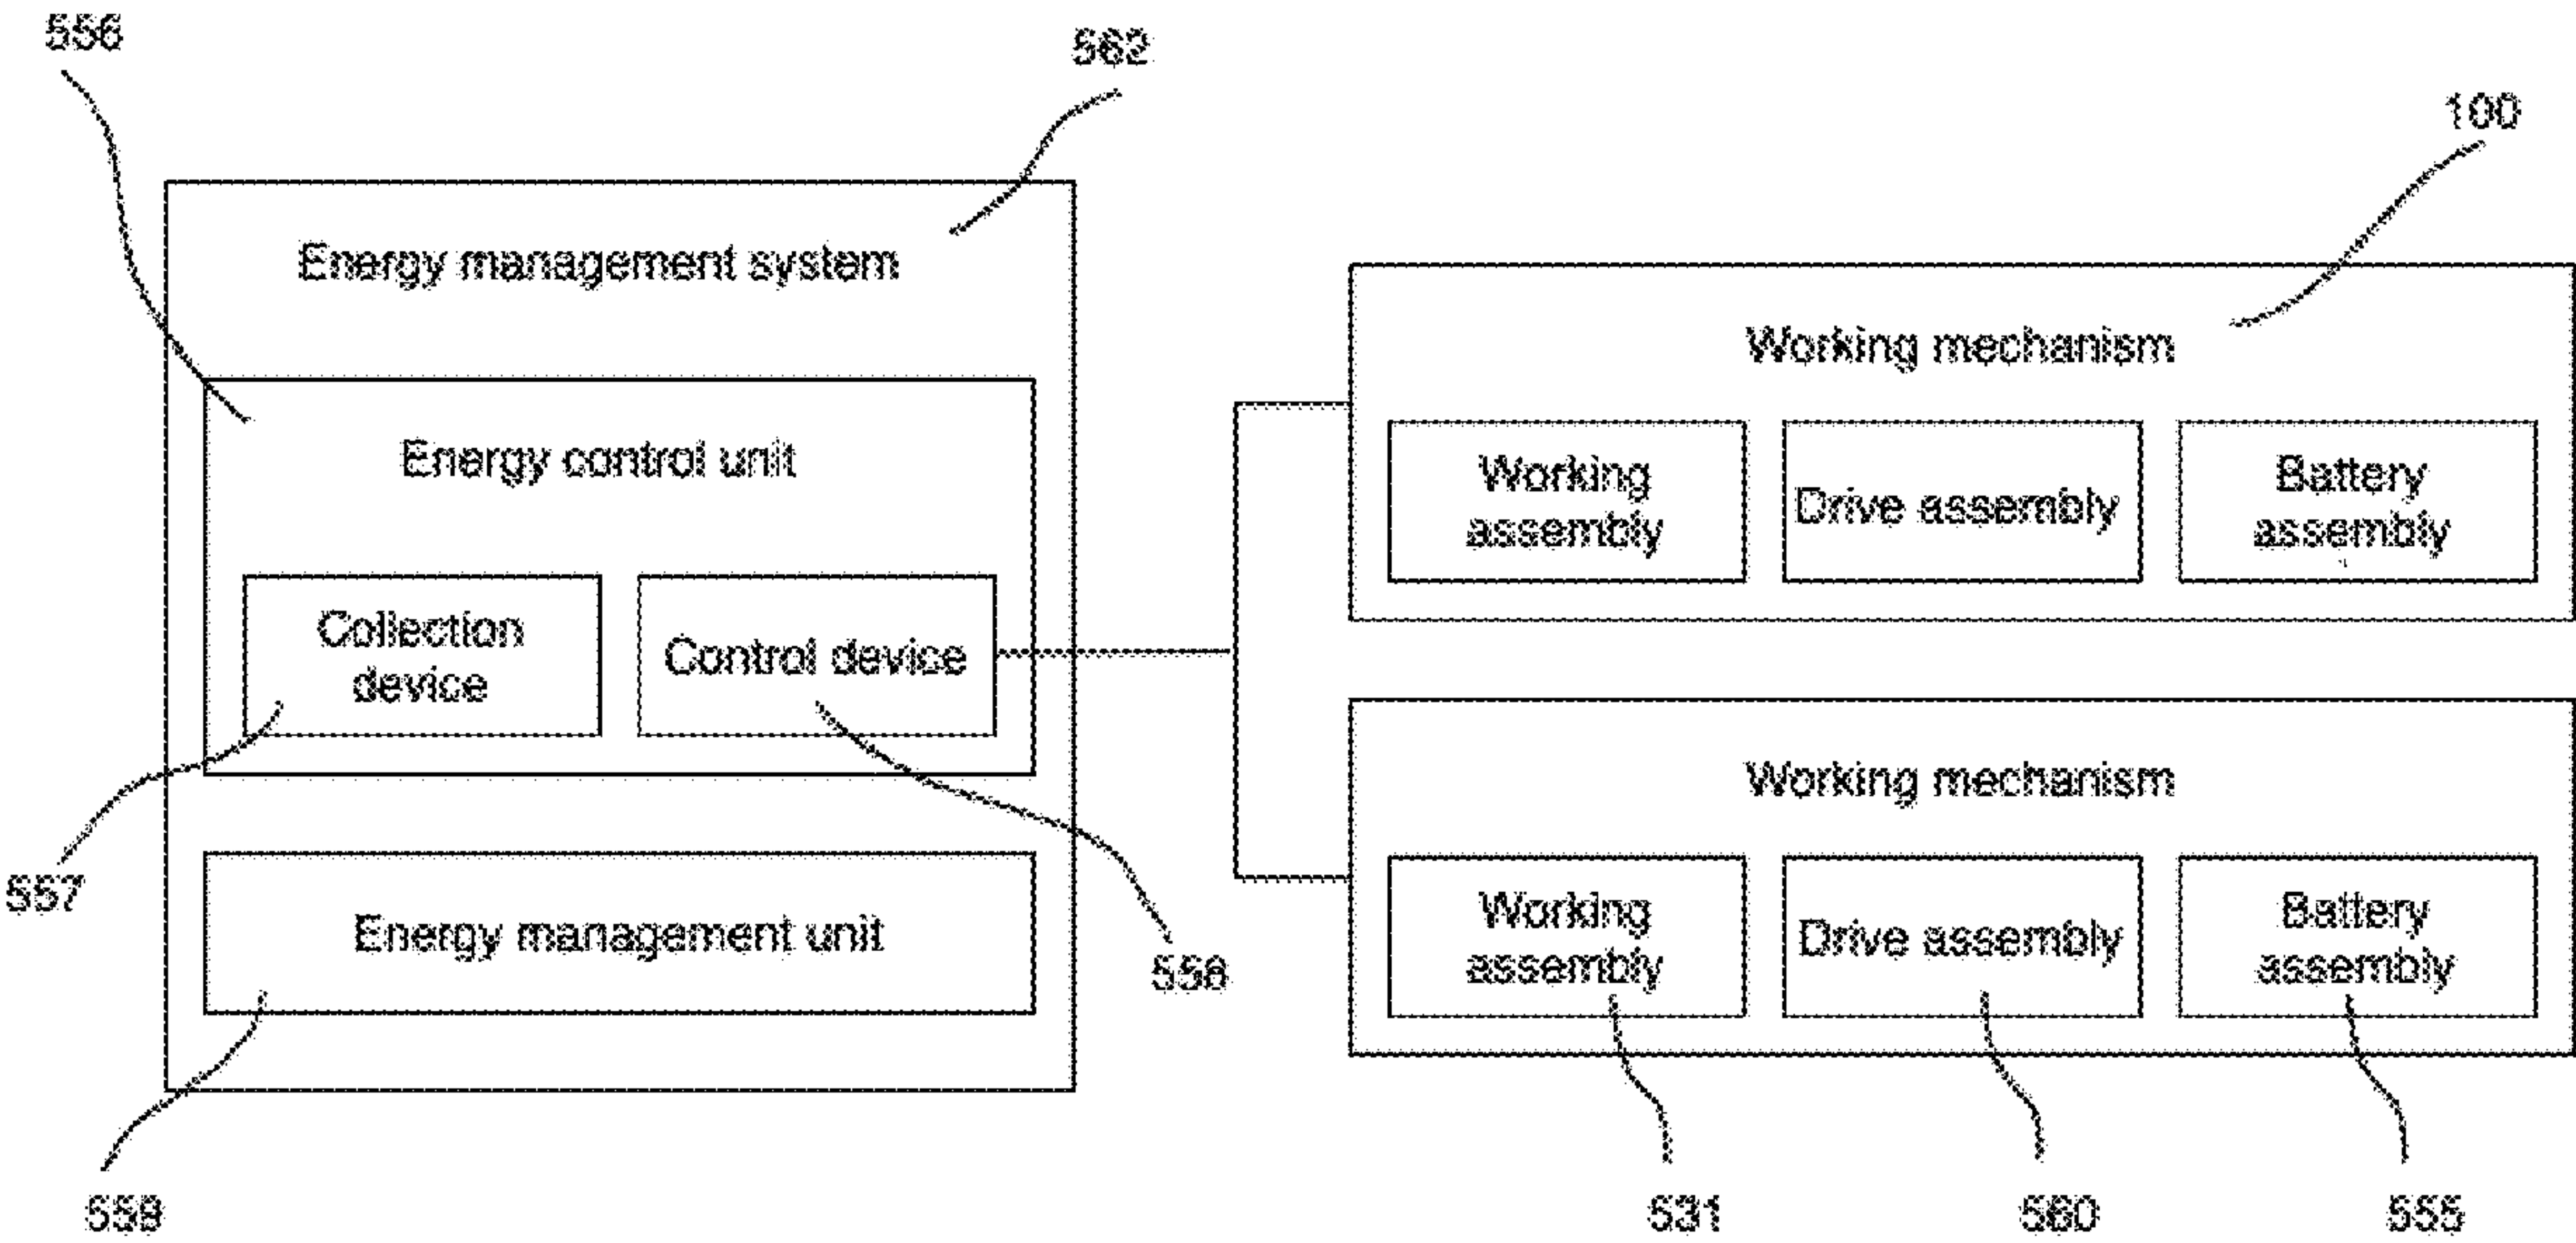 556
562
100
Energy management system
Working mechanism
Energy control unit
Working
assembly
Drive assembly
Battery
assembly
Collection
device
Control device
Working mechanism
557
Energy management unit
558
Working
assembly
Drive assembly
Battery
assembly
559
531
560
555